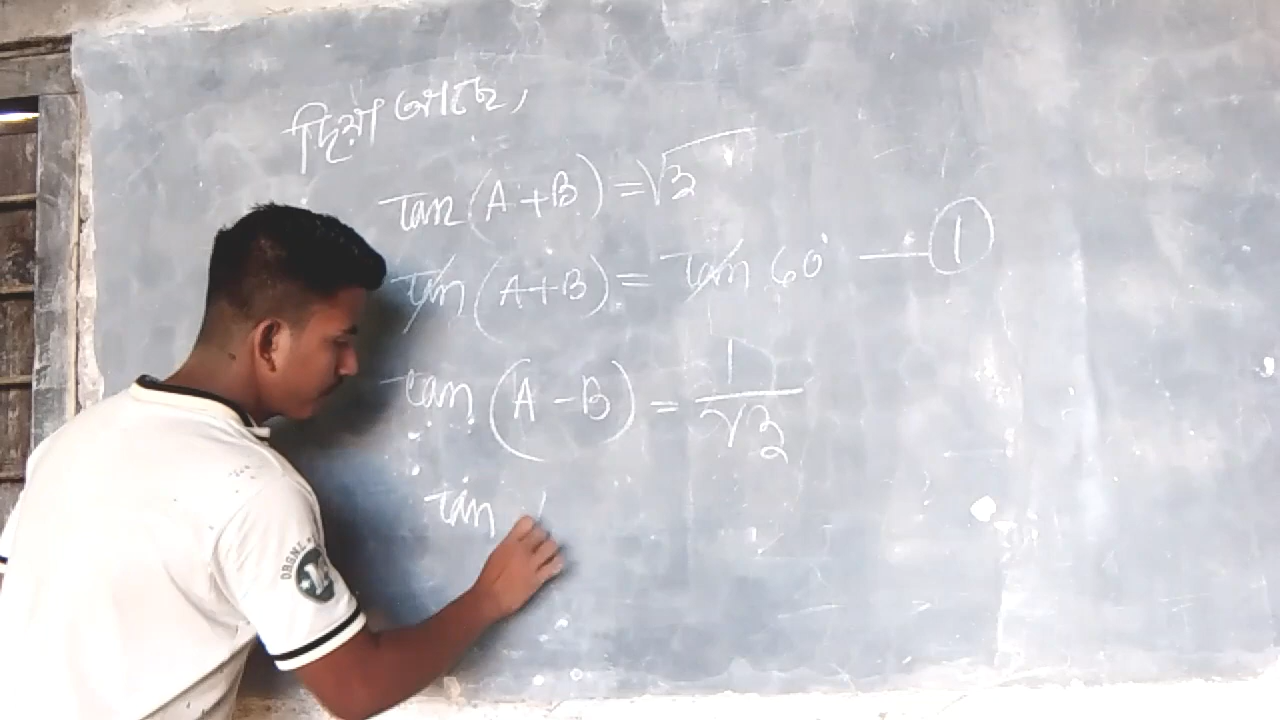 দিয়া আছে,
tan(A+B)=√3
tan(A+B)= tan 60° —①
tan(A-B)= 1/√3
tan (